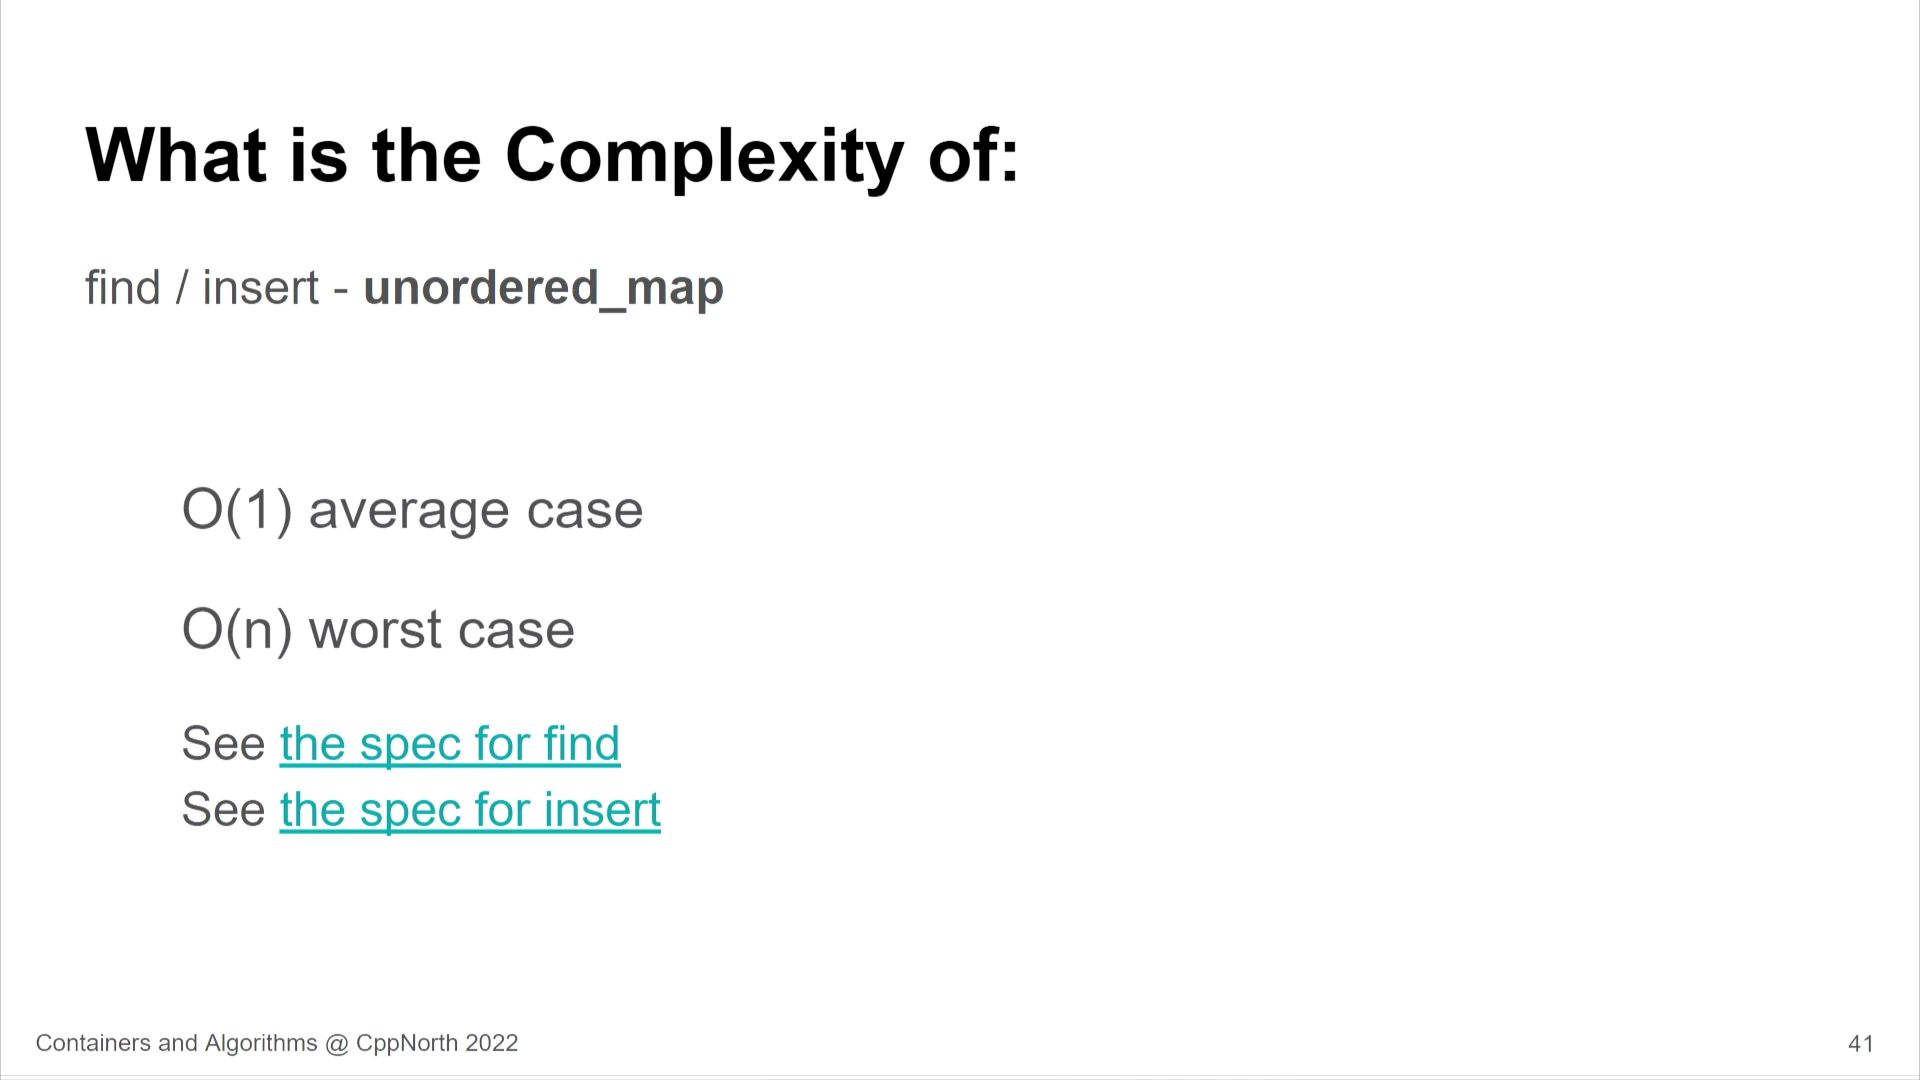 What is the Complexity of:
find / insert - unordered_map
O(1) average case
O(n) worst case
See the spec for find
See the spec for insert
Containers and Algorithms @ CppNorth 2022
41